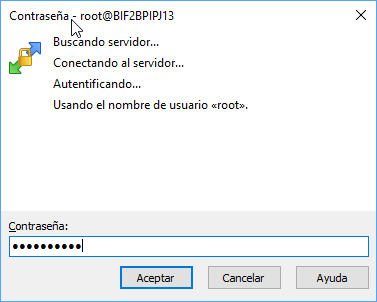 Contraseña - root@BIF2BPIPJ13
Buscando servidor...
Conectando al servidor...
Autentificando...
Usando el nombre de usuario «root».
Contraseña:
●●●●●●●●●●
Aceptar Cancelar Ayuda